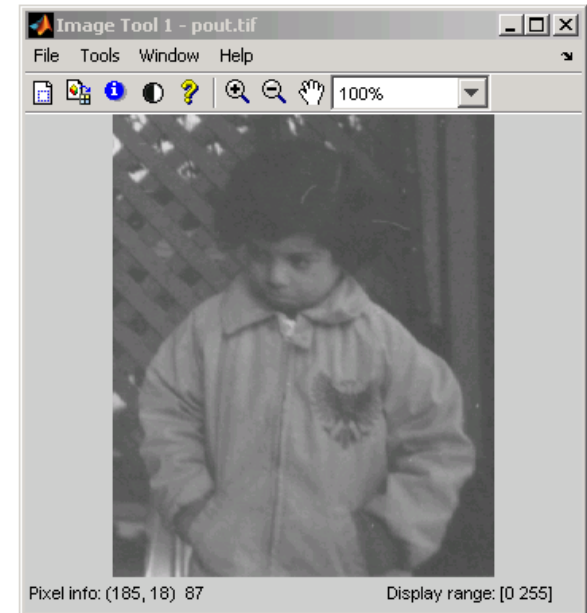 Image Tool 1 - pout.tif
File Tools Window Help
100%
Pixel info: (185, 18) 87
Display range: [0 255]